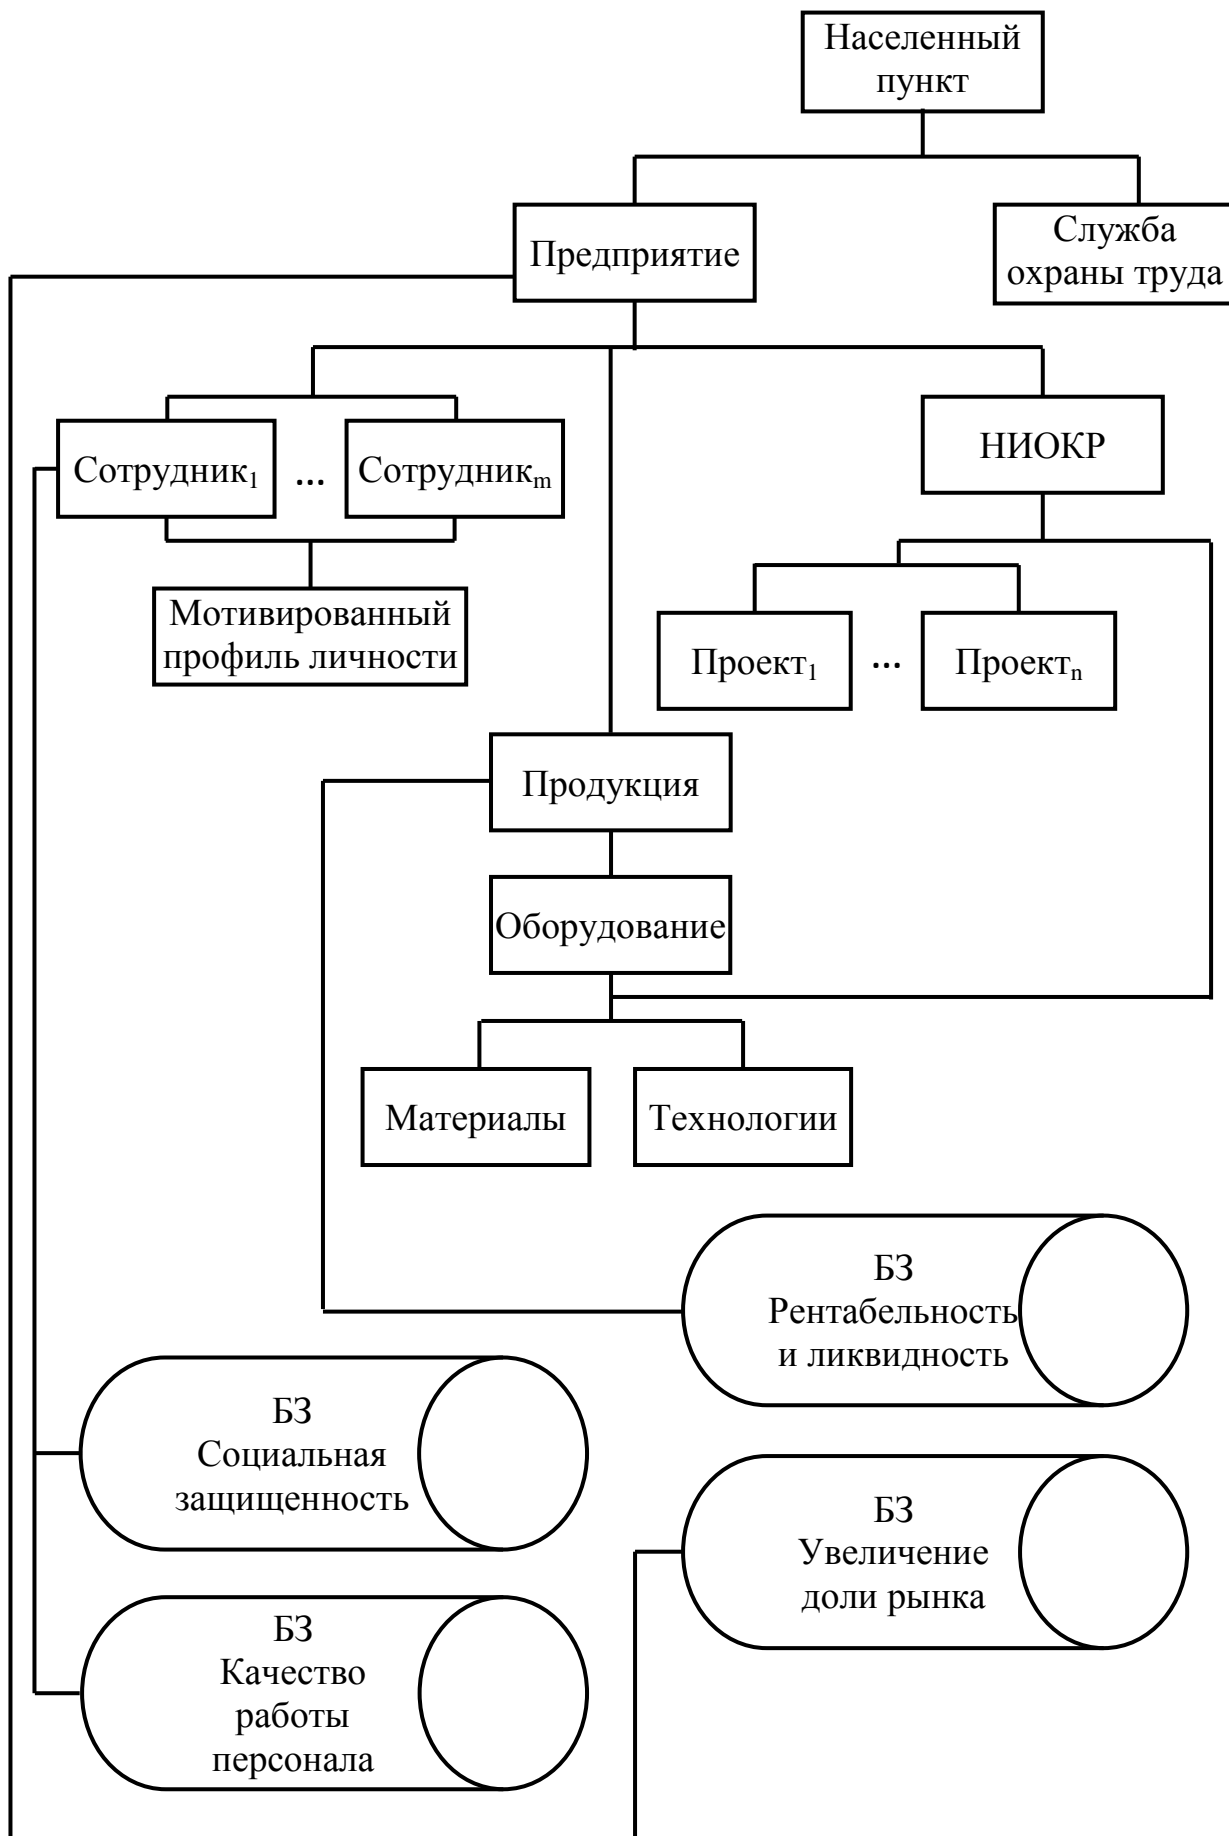 Населенный
пункт
Предприятие
Служба
охраны труда
Сотрудник₁ ... Сотрудникₘ
НИОКР
Мотивированный
профиль личности
Проект₁ ... Проектₙ
Продукция
Оборудование
Материалы
Технологии
БЗ
Рентабельность
и ликвидность
БЗ
Социальная
защищенность
БЗ
Увеличение
доли рынка
БЗ
Качество
работы
персонала